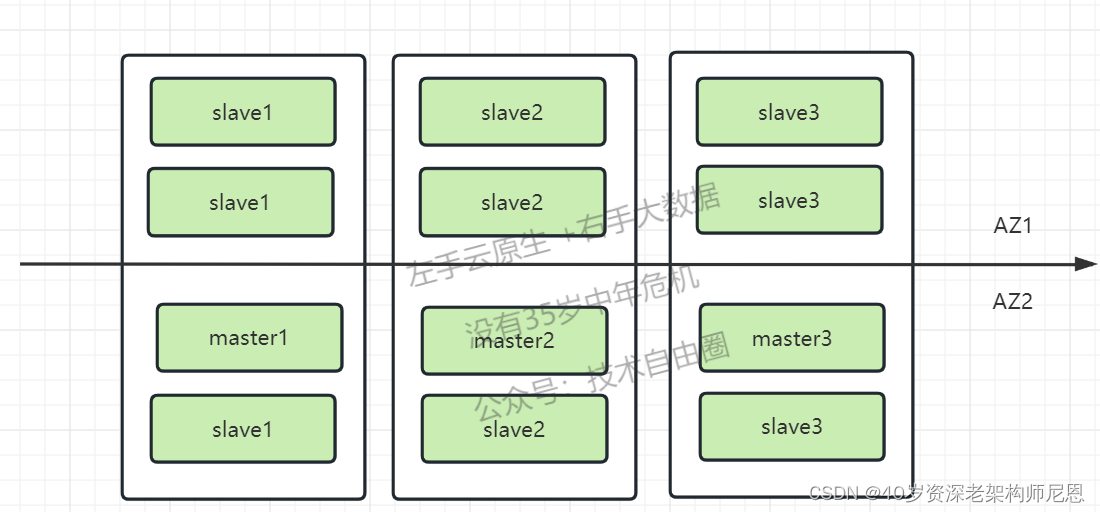 slave1
slave2
slave3
slave1
slave2
slave3
AZ1
AZ2
master1
master2
master3
slave1
slave2
slave3
左手云原生 +右手大数据
没有35岁中年危机
公众号：技术自由圈
CSDN @40岁资深老架构师尼恩